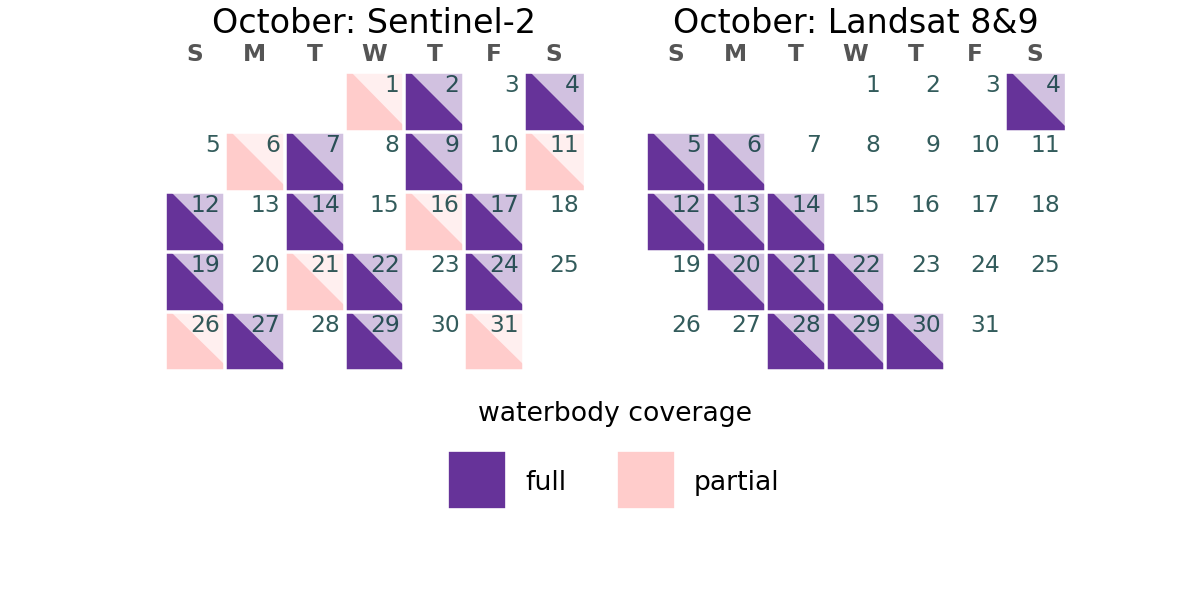 October: Sentinel-2
S M T W T F S
1 2 3 4
5 6 7 8 9 10 11
12 13 14 15 16 17 18
19 20 21 22 23 24 25
26 27 28 29 30 31
October: Landsat 8&9
S M T W T F S
1 2 3 4
5 6 7 8 9 10 11
12 13 14 15 16 17 18
19 20 21 22 23 24 25
26 27 28 29 30 31
waterbody coverage
full partial